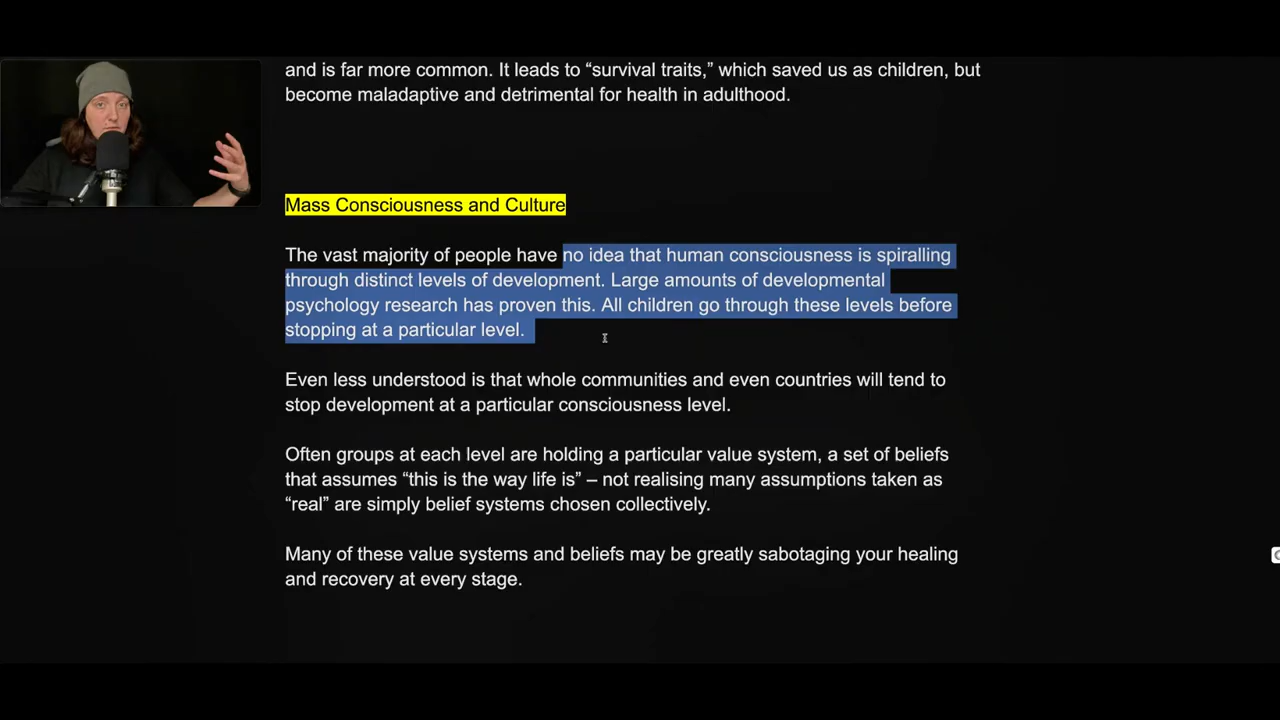 and is far more common. It leads to “survival traits,” which saved us as children, but
become maladaptive and detrimental for health in adulthood.
Mass Consciousness and Culture
The vast majority of people have no idea that human consciousness is spiralling
through distinct levels of development. Large amounts of developmental
psychology research has proven this. All children go through these levels before
stopping at a particular level.
Even less understood is that whole communities and even countries will tend to
stop development at a particular consciousness level.
Often groups at each level are holding a particular value system, a set of beliefs
that assumes “this is the way life is” – not realising many assumptions taken as
“real” are simply belief systems chosen collectively.
Many of these value systems and beliefs may be greatly sabotaging your healing
and recovery at every stage.